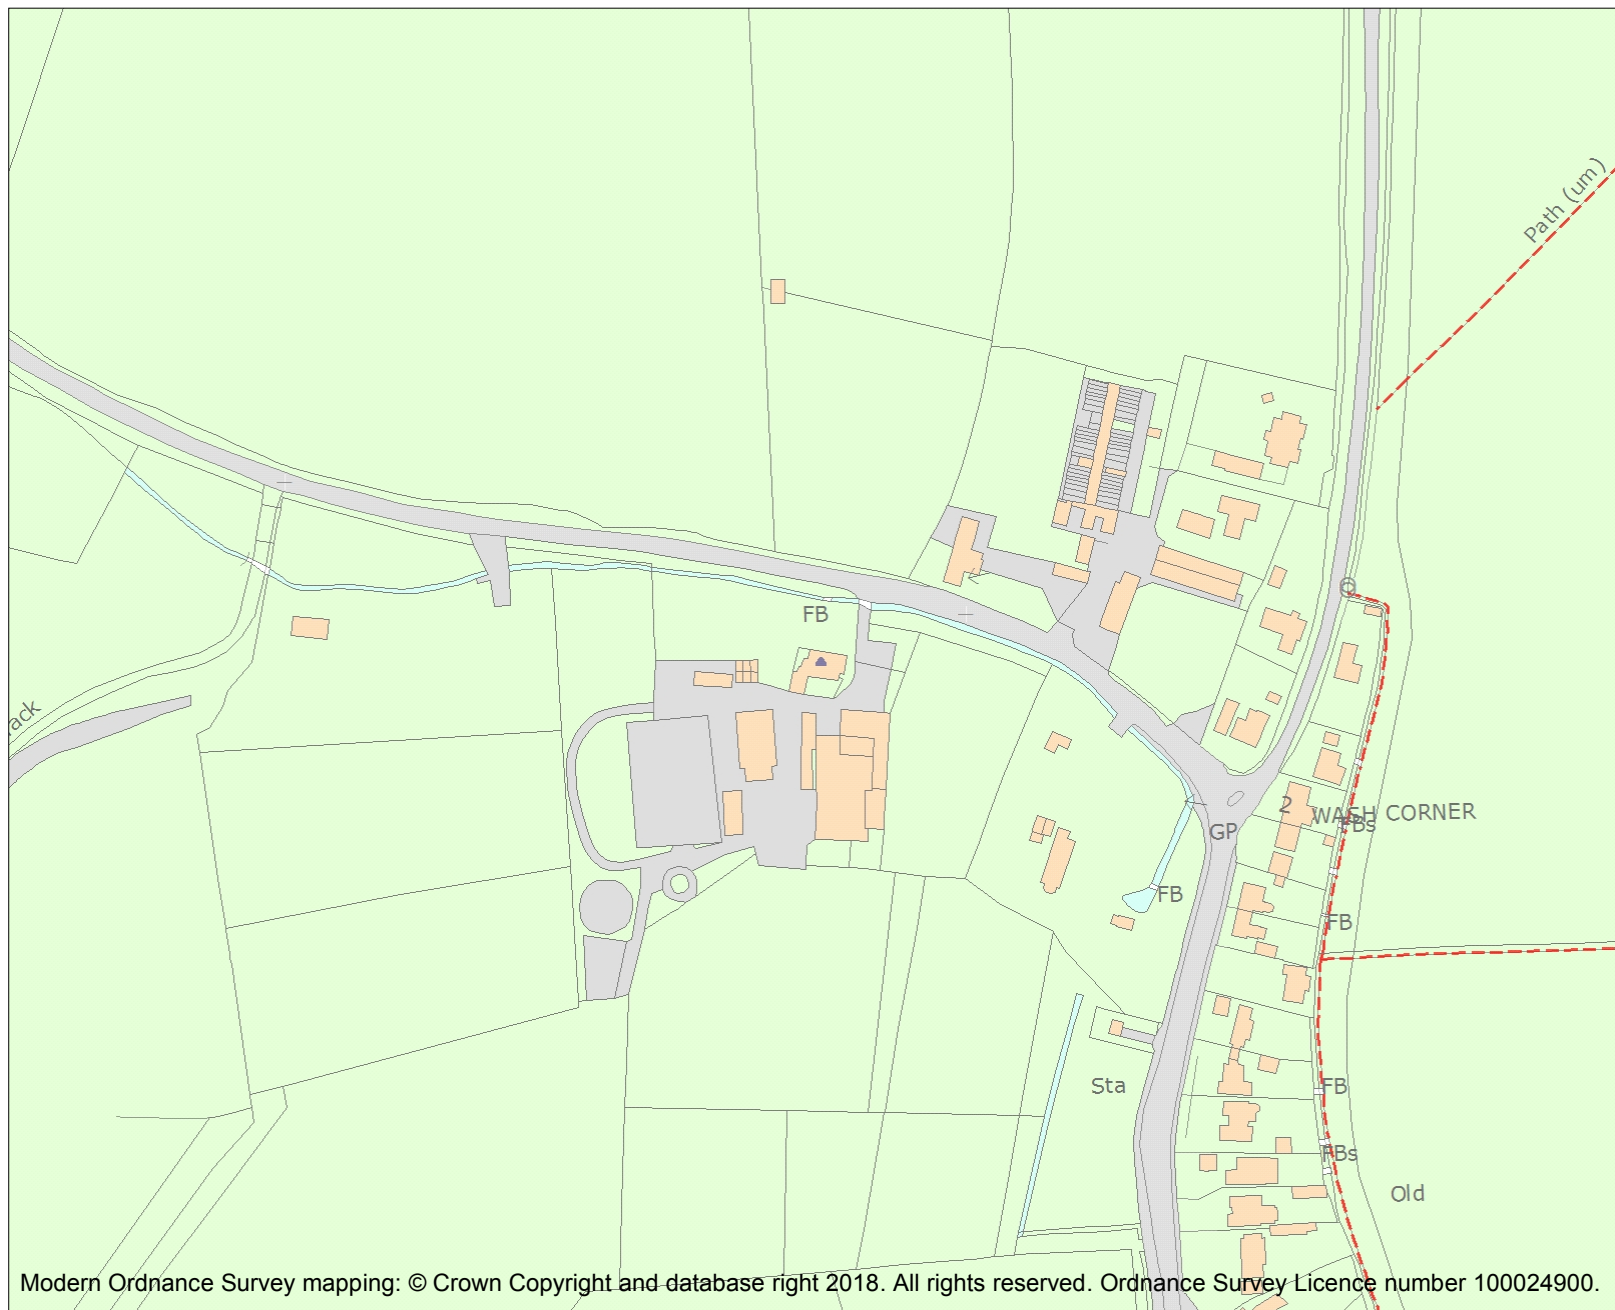 Path (um)
FB
ack
2 WASH CORNER
FBs
GP
FB
FB
Sta
FB
FBs
Old
Modern Ordnance Survey mapping: © Crown Copyright and database right 2018. All rights reserved. Ordnance Survey Licence number 100024900.